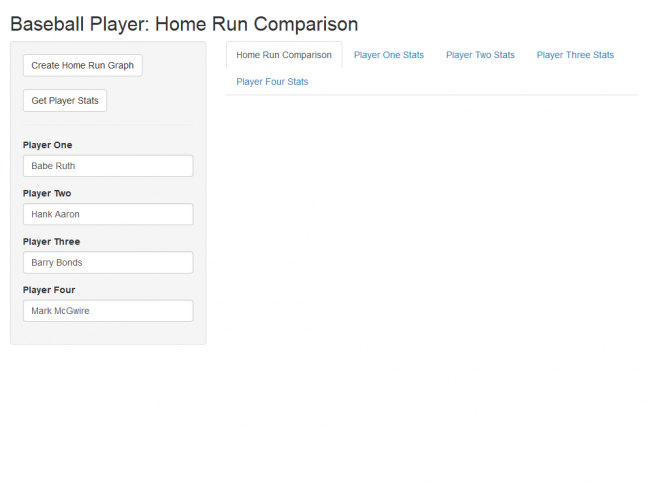 Baseball Player: Home Run Comparison
Create Home Run Graph
Get Player Stats
Player One
Babe Ruth
Player Two
Hank Aaron
Player Three
Barry Bonds
Player Four
Mark McGwire
Home Run Comparison Player One Stats Player Two Stats Player Three Stats
Player Four Stats